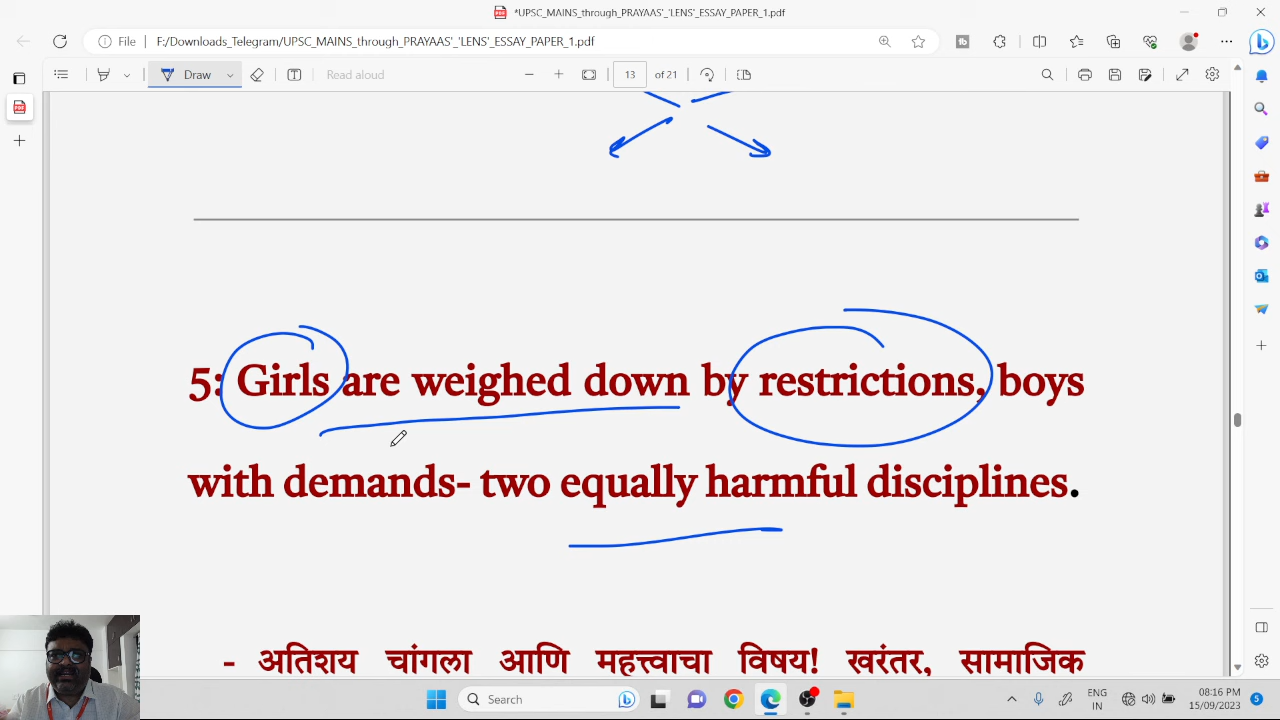 *UPSC_MAINS_through_PRAYAAS'_'LENS'_ESSAY_PAPER_1.pdf
File F:/Downloads_Telegram/UPSC_MAINS_through_PRAYAAS'_'LENS'_ESSAY_PAPER_1.pdf
Draw Read aloud 13 of 21
5: Girls are weighed down by restrictions, boys
with demands- two equally harmful disciplines.
- अतिशय चांगला आणि महत्त्वाचा विषय! खरंतर, सामाजिक
Search ENG 08:16 PM
IN 15/09/2023 5